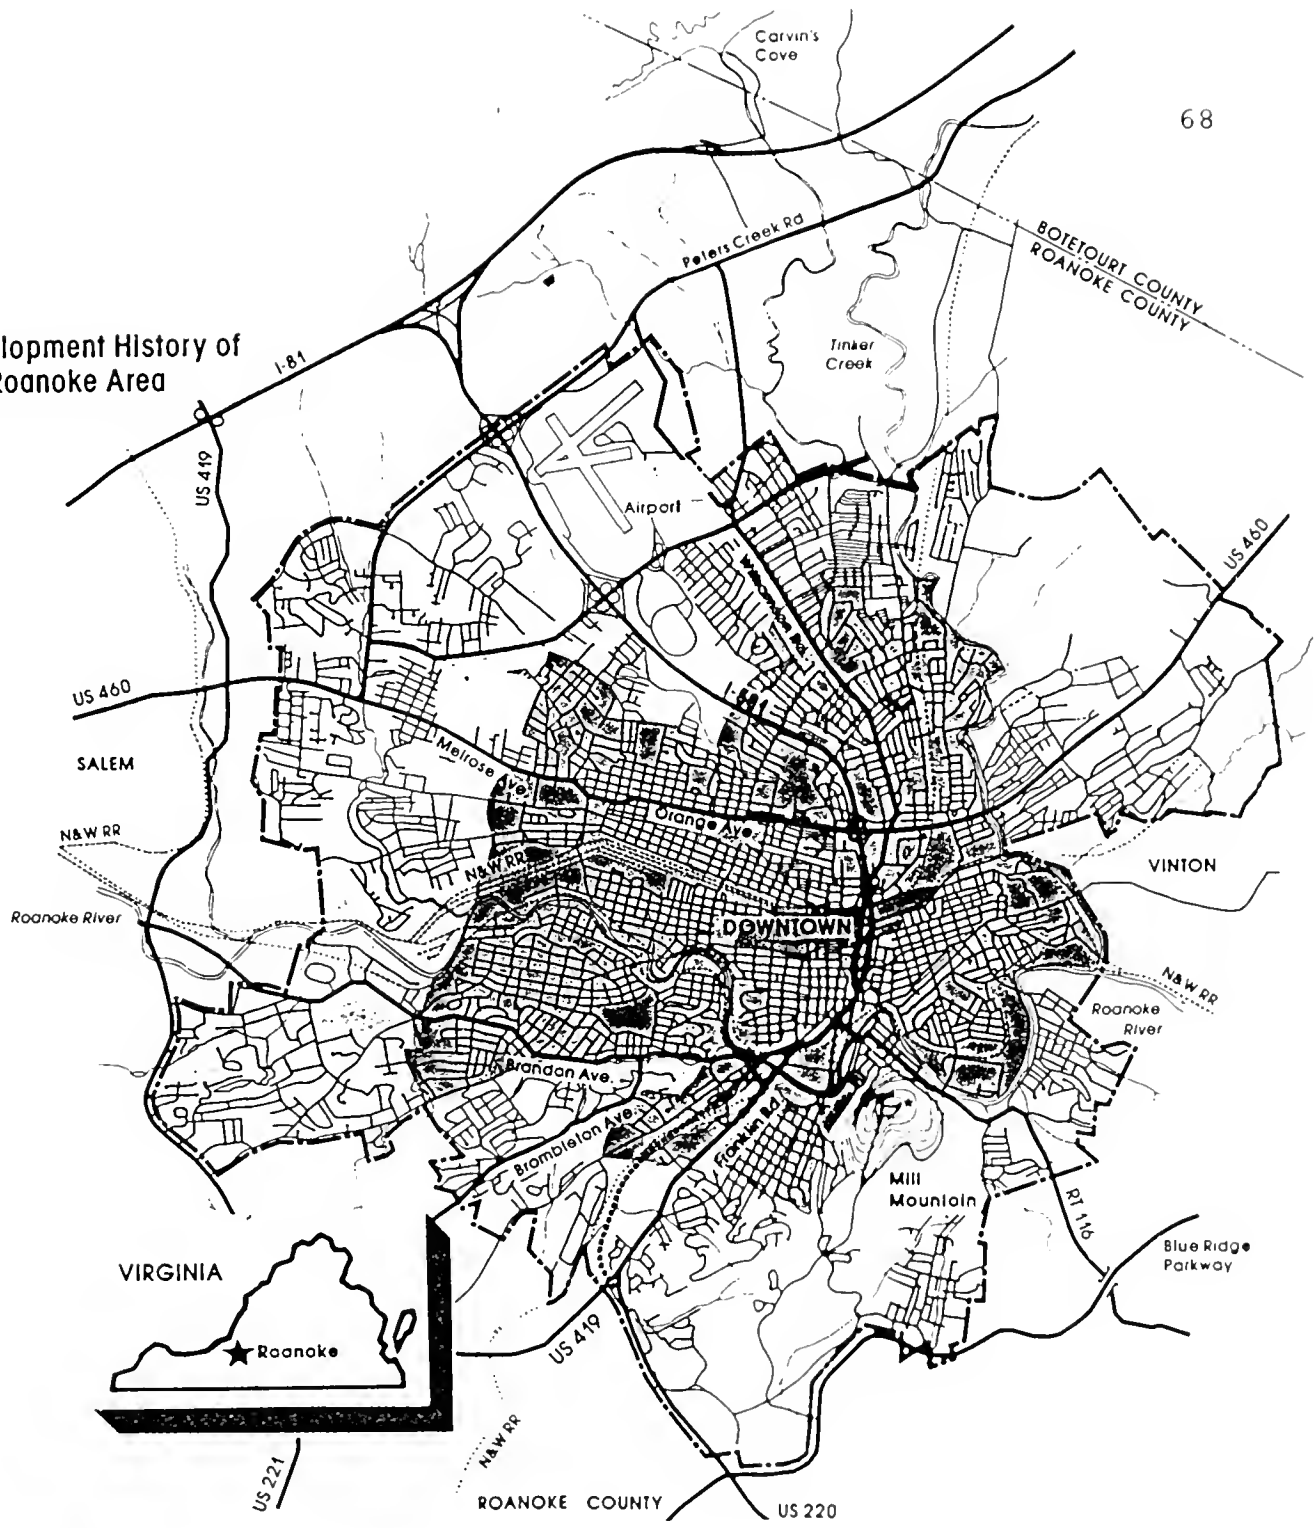 Carvin's
Cove
68
Peters Creek Rd
BOTETOURT COUNTY
ROANOKE COUNTY
lopment History of
Roanoke Area
I-81
Tinker
Creek
US 419
Airport
US 460
Williamson Rd.
I-581
US 460
SALEM
Melrose Ave.
Orange Ave.
N&W RR
N&W RR
VINTON
Roanoke River
DOWNTOWN
N&W RR
Roanoke
River
Brandon Ave.
Brambleton Ave.
Franklin Rd.
Mill
Mountain
RT 116
Blue Ridge
Parkway
VIRGINIA
Roanoke
US 419
N&W RR
US 221
ROANOKE COUNTY
US 220